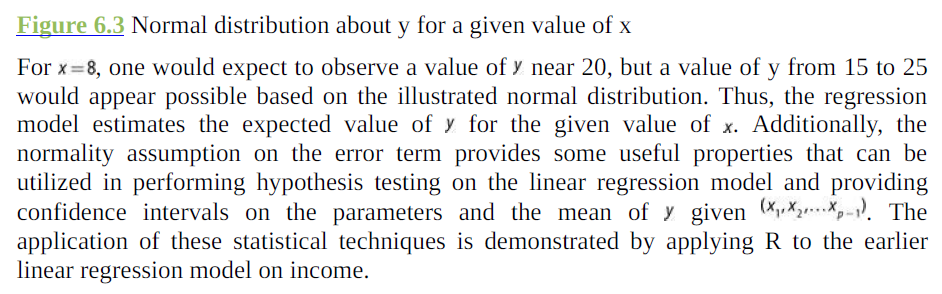 Figure 6.3 Normal distribution about y for a given value of x
For x=8, one would expect to observe a value of y near 20, but a value of y from 15 to 25
would appear possible based on the illustrated normal distribution. Thus, the regression
model estimates the expected value of y for the given value of x. Additionally, the
normality assumption on the error term provides some useful properties that can be
utilized in performing hypothesis testing on the linear regression model and providing
confidence intervals on the parameters and the mean of y given (x₁,x₂,....xₚ₋₁). The
application of these statistical techniques is demonstrated by applying R to the earlier
linear regression model on income.